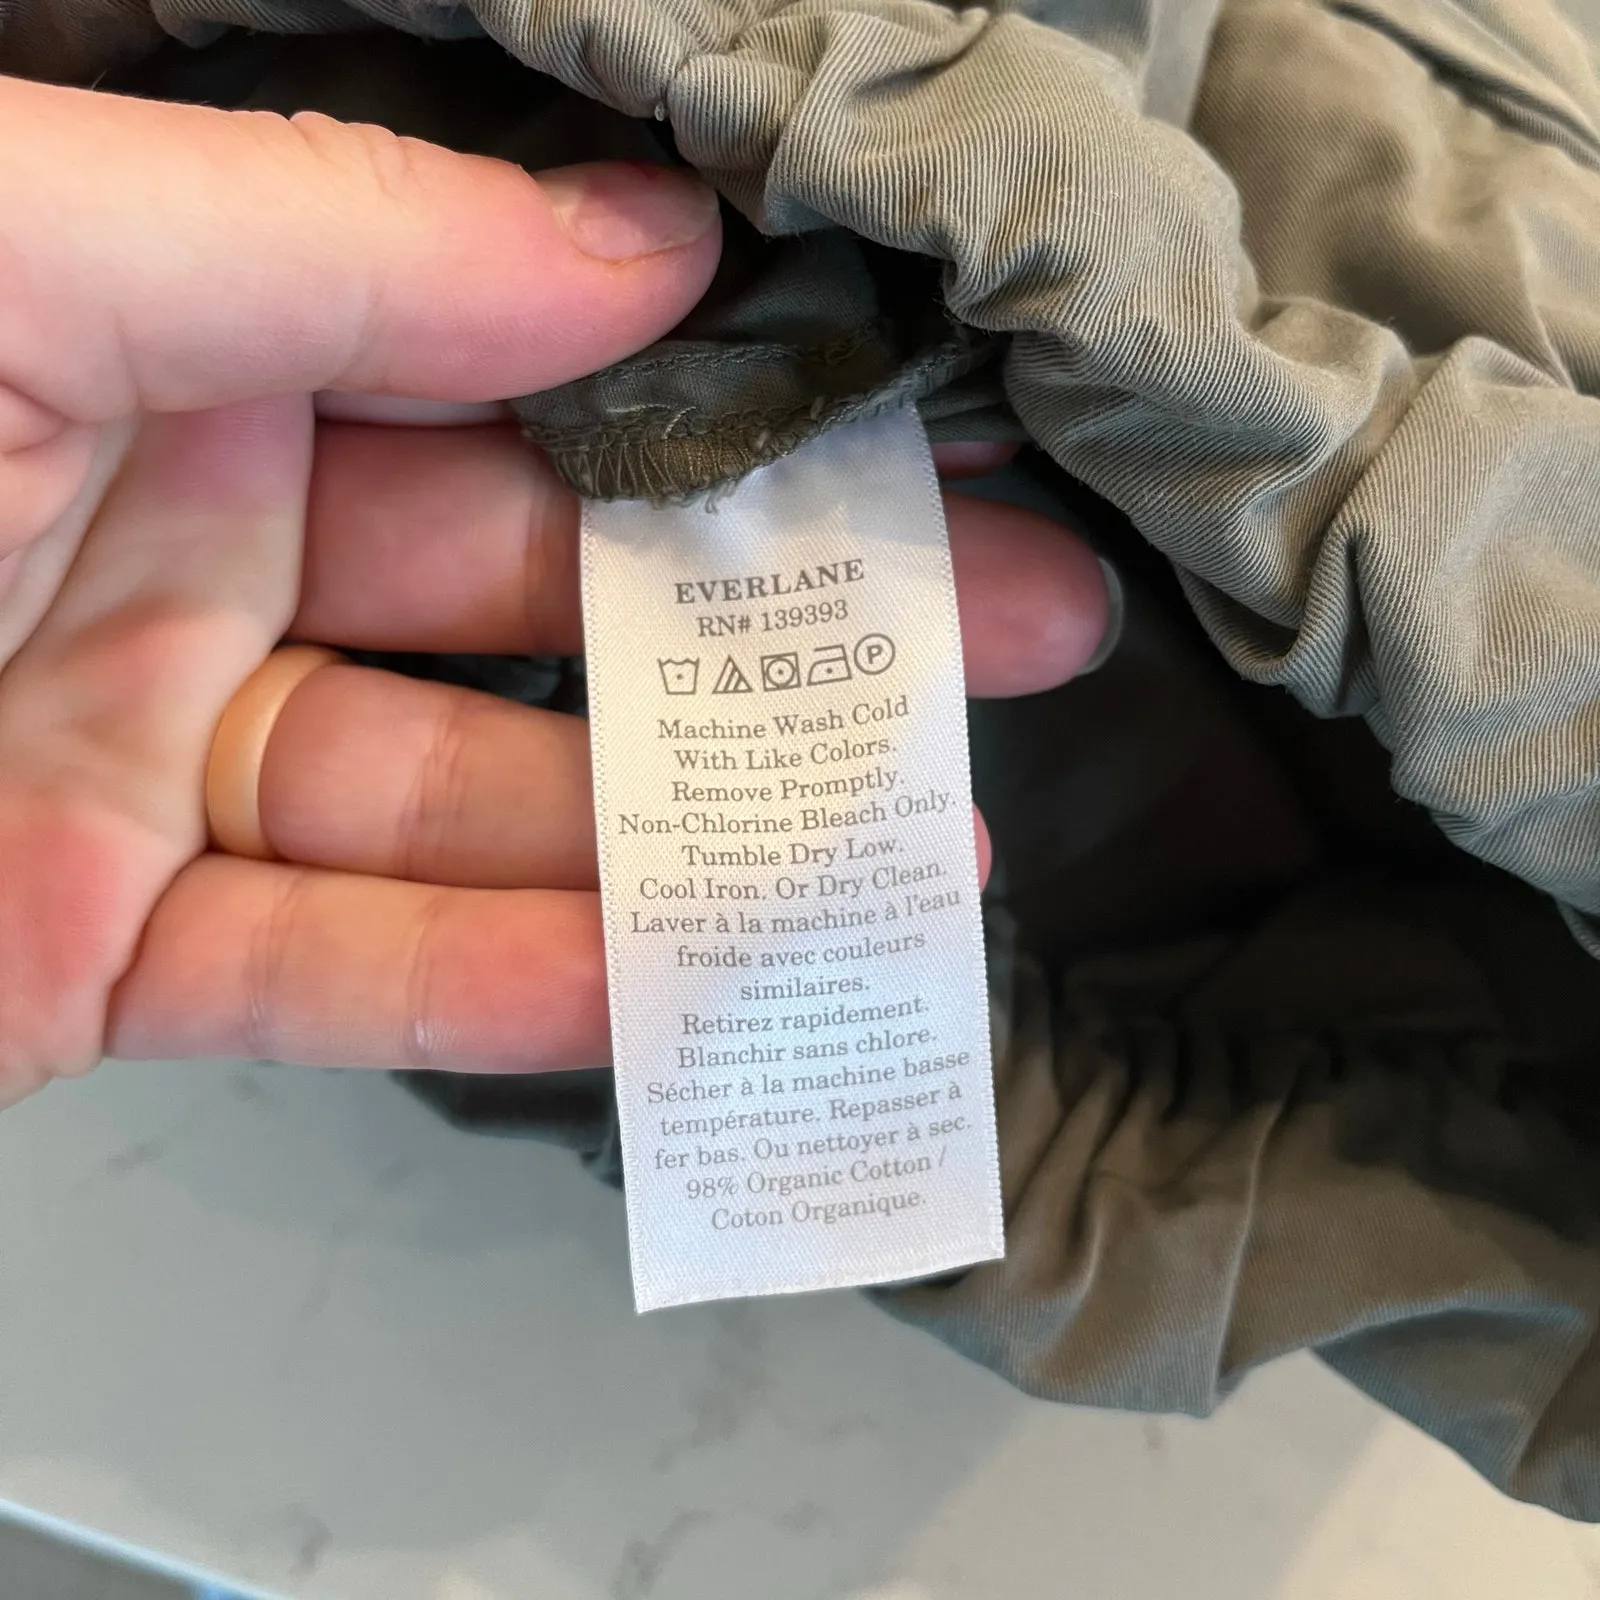 EVERLANE
RN# 139393
P
Machine Wash Cold
With Like Colors.
Remove Promptly.
Non-Chlorine Bleach Only.
Tumble Dry Low.
Cool Iron. Or Dry Clean.
Laver à la machine à l'eau
froide avec couleurs
similaires.
Retirez rapidement.
Blanchir sans chlore.
Sécher à la machine basse
température. Repasser à
fer bas. Ou nettoyer à sec.
98% Organic Cotton /
Coton Organique.